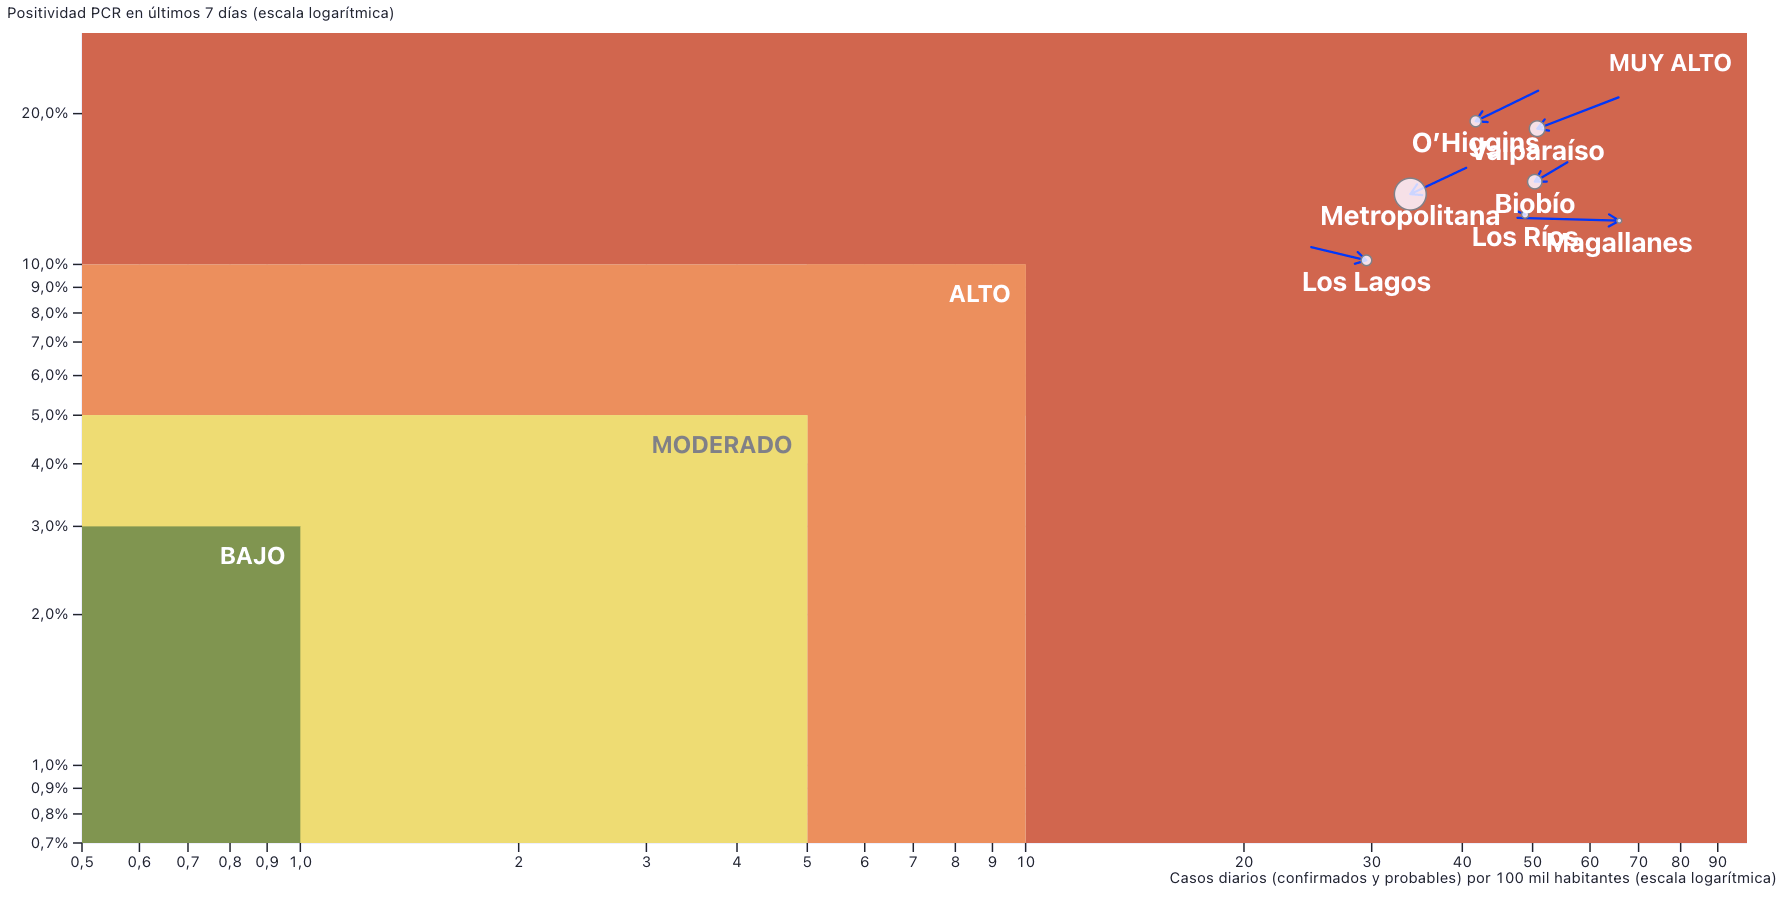 Positividad PCR en últimos 7 días (escala logarítmica)
MUY ALTO
20,0%
O’Higgins
Valparaíso
Biobío
Metropolitana
Los Ríos
Magallanes
10,0%
Los Lagos
ALTO
9,0%
8,0%
7,0%
6,0%
5,0%
MODERADO
4,0%
3,0%
BAJO
2,0%
1,0%
0,9%
0,8%
0,7%
0,5 0,6 0,7 0,8 0,9 1,0 2 3 4 5 6 7 8 9 10 20 30 40 50 60 70 80 90
Casos diarios (confirmados y probables) por 100 mil habitantes (escala logarítmica)